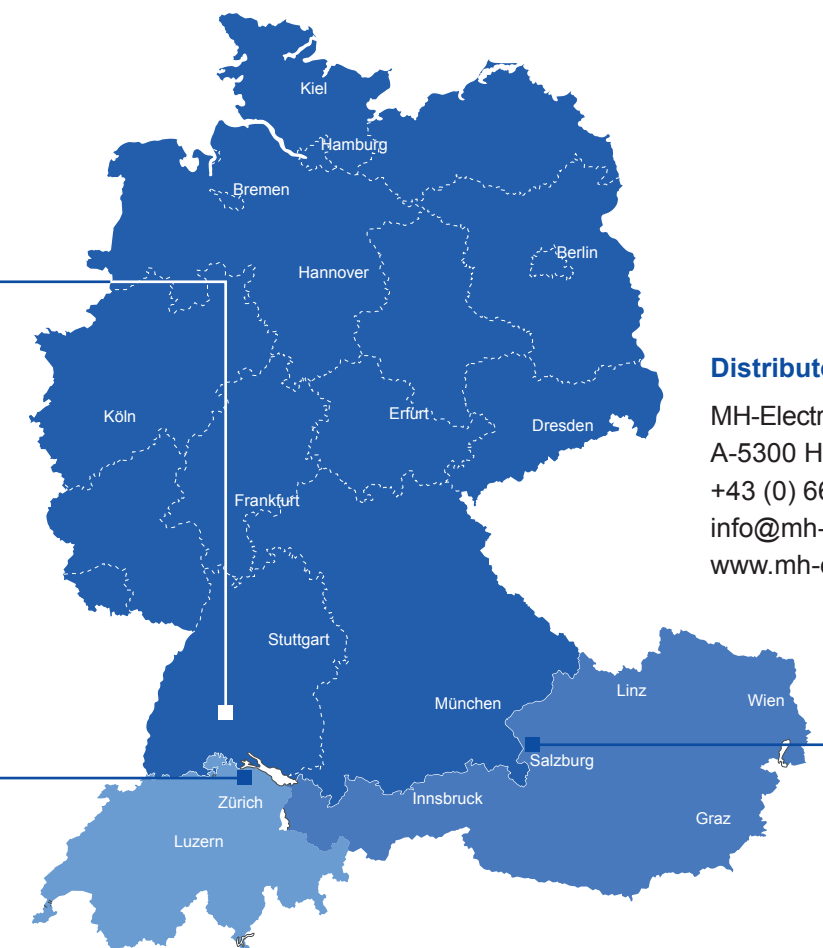 Kiel
Hamburg
Bremen
Berlin
Hannover
Distribut
MH-Electr
A-5300 H
+43 (0) 66
info@mh-
www.mh-
Köln
Erfurt
Dresden
Frankfurt
Stuttgart
München
Linz
Wien
Salzburg
Innsbruck
Zürich
Graz
Luzern